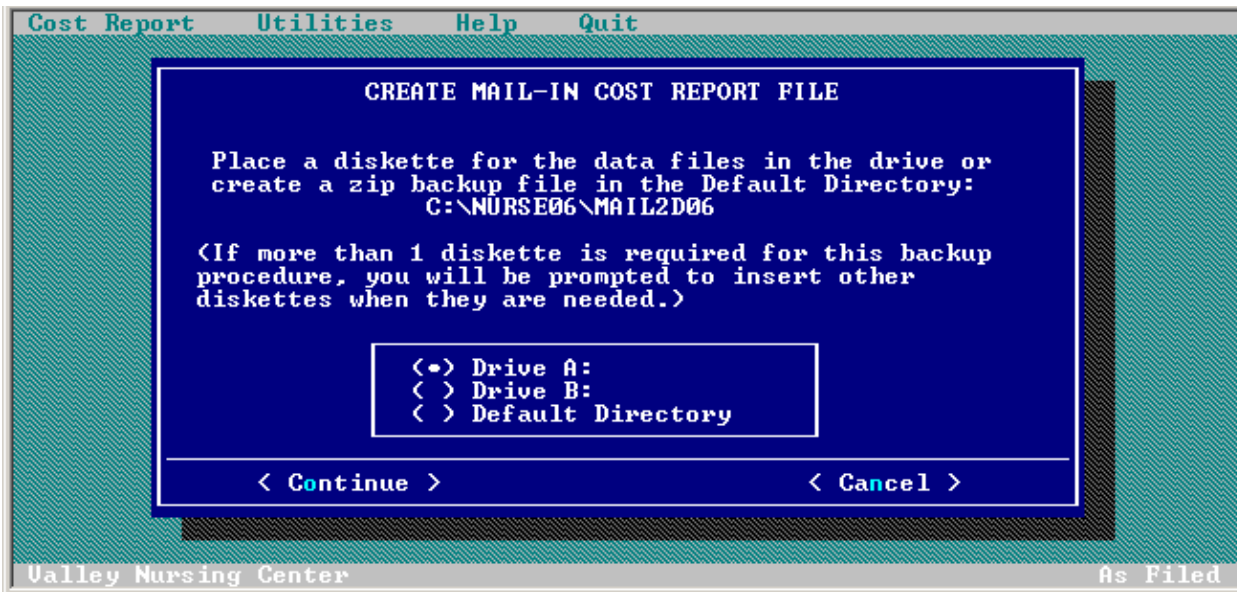 Cost Report Utilities Help Quit
CREATE MAIL-IN COST REPORT FILE
Place a diskette for the data files in the drive or
create a zip backup file in the Default Directory:
C:\NURSE06\MAIL2D06
(If more than 1 diskette is required for this backup
procedure, you will be prompted to insert other
diskettes when they are needed.)
(•) Drive A:
( ) Drive B:
( ) Default Directory
< Continue > < Cancel >
Valley Nursing Center As Filed